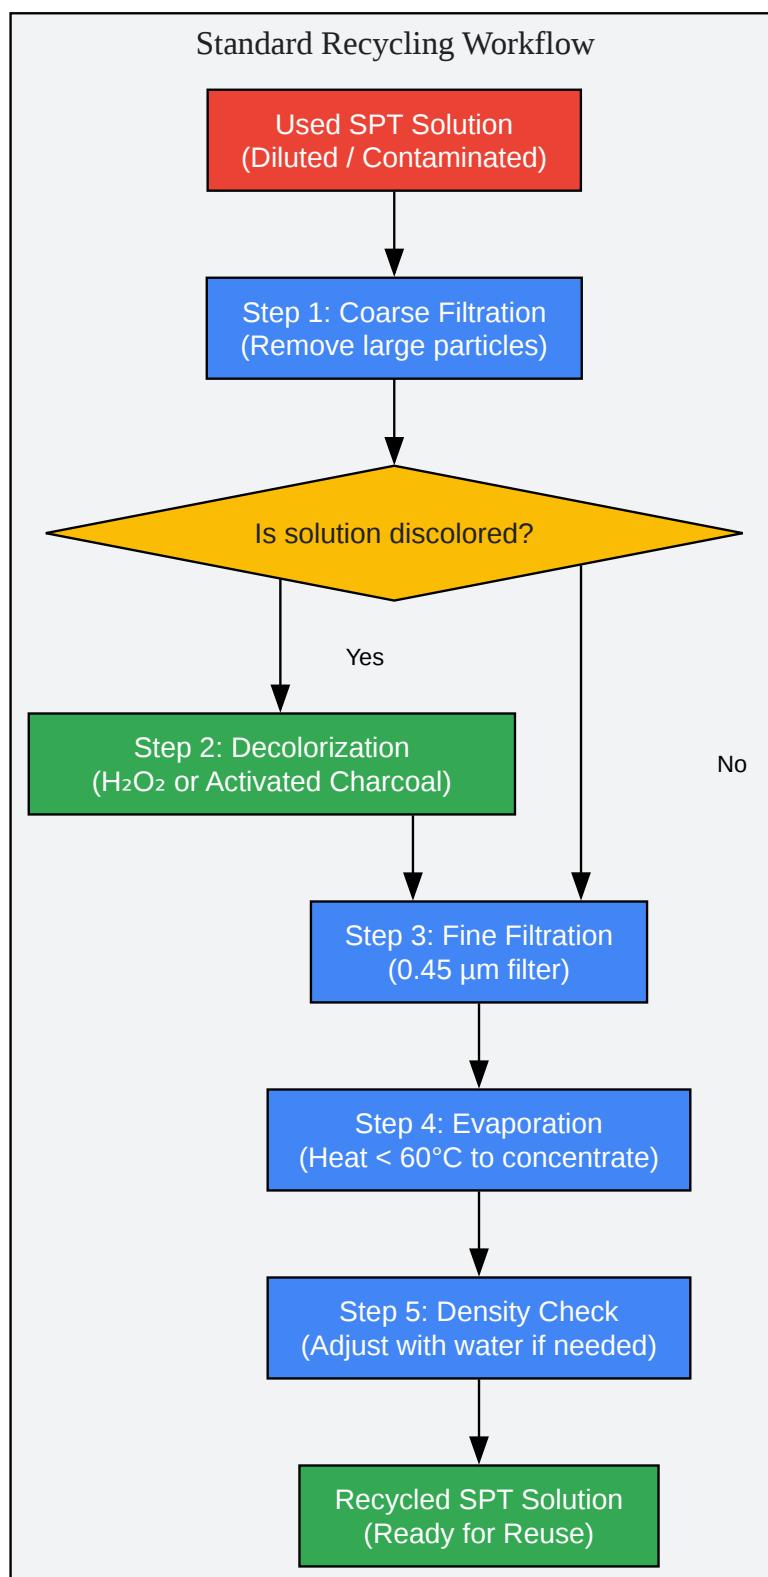 Standard Recycling Workflow
Used SPT Solution
(Diluted / Contaminated)
Step 1: Coarse Filtration
(Remove large particles)
Is solution discolored?
Yes
Step 2: Decolorization
(H₂O₂ or Activated Charcoal)
No
Step 3: Fine Filtration
(0.45 µm filter)
Step 4: Evaporation
(Heat < 60°C to concentrate)
Step 5: Density Check
(Adjust with water if needed)
Recycled SPT Solution
(Ready for Reuse)